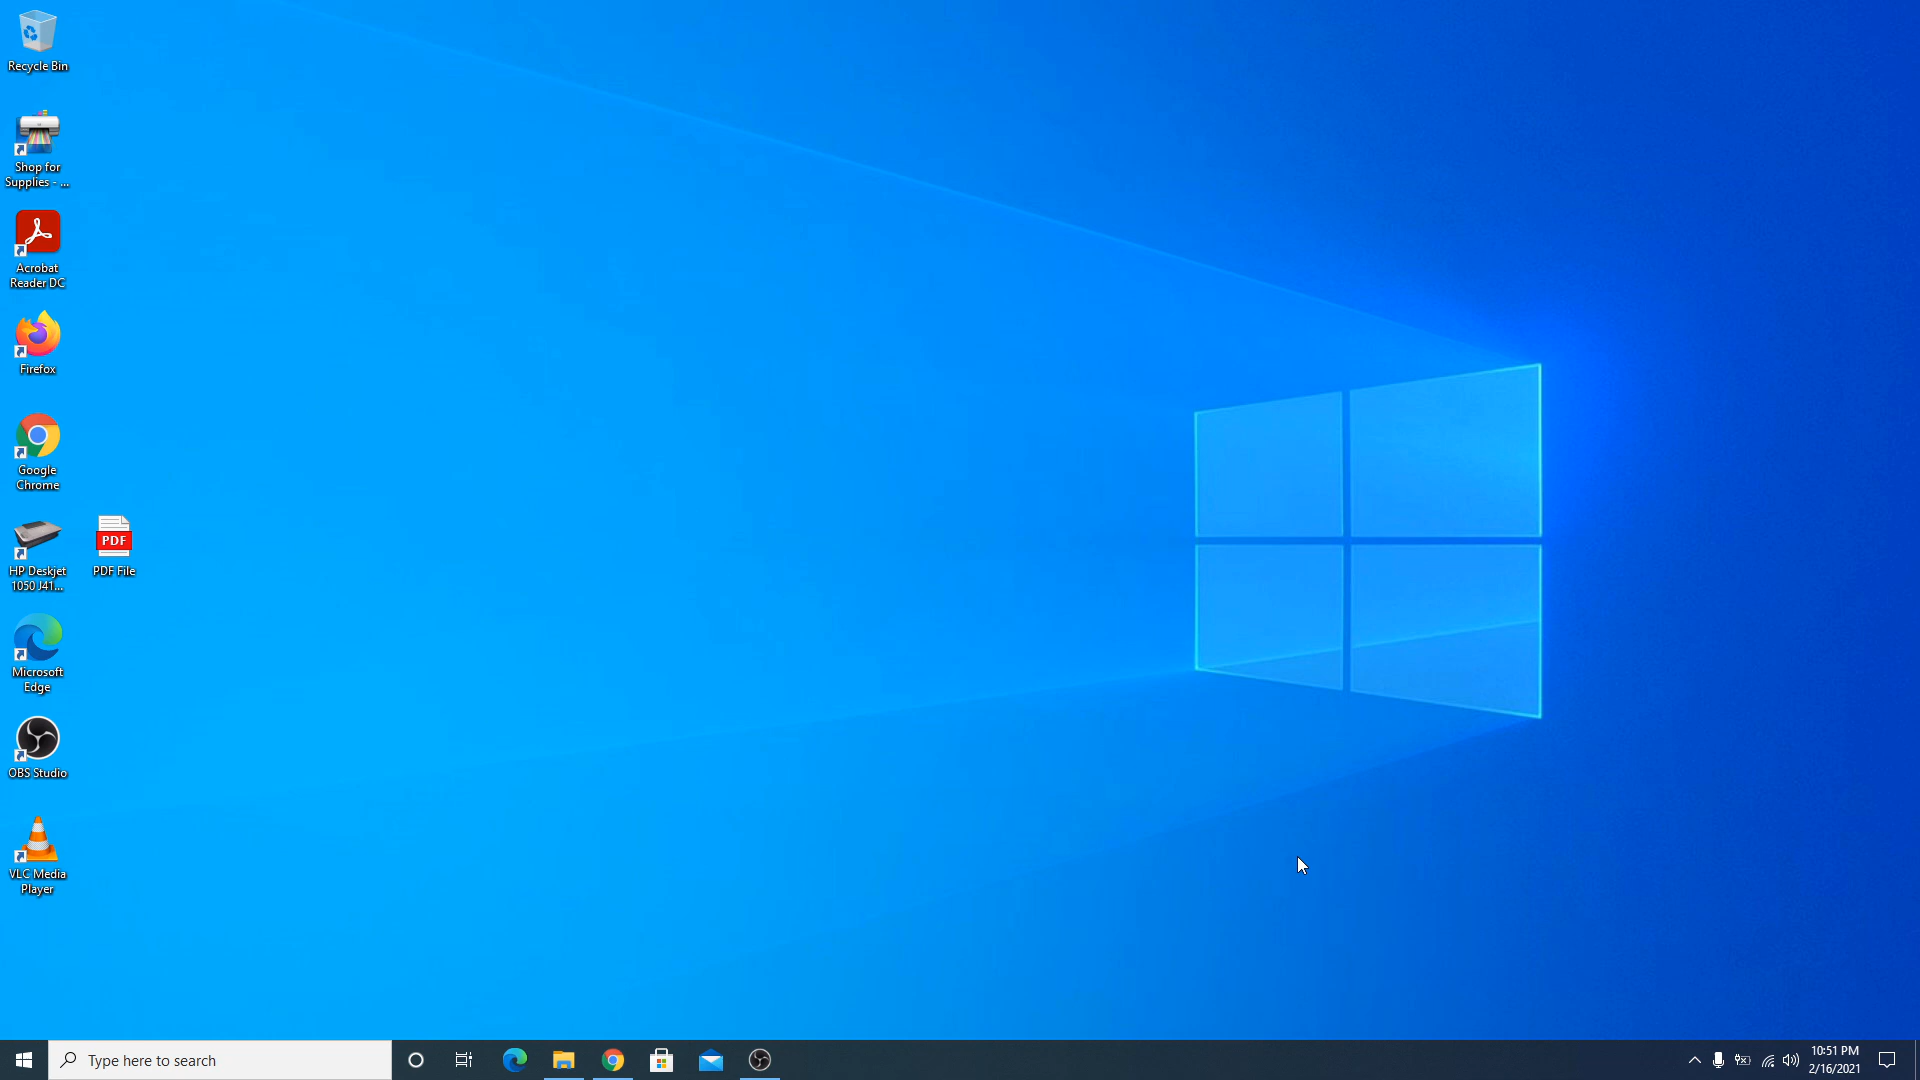 Recycle Bin
Shop for
Supplies - ...
Acrobat
Reader DC
Firefox
Google
Chrome
HP Deskjet
1050 J41...
PDF
PDF File
Microsoft
Edge
OBS Studio
VLC Media
Player
Type here to search
10:51 PM
2/16/2021